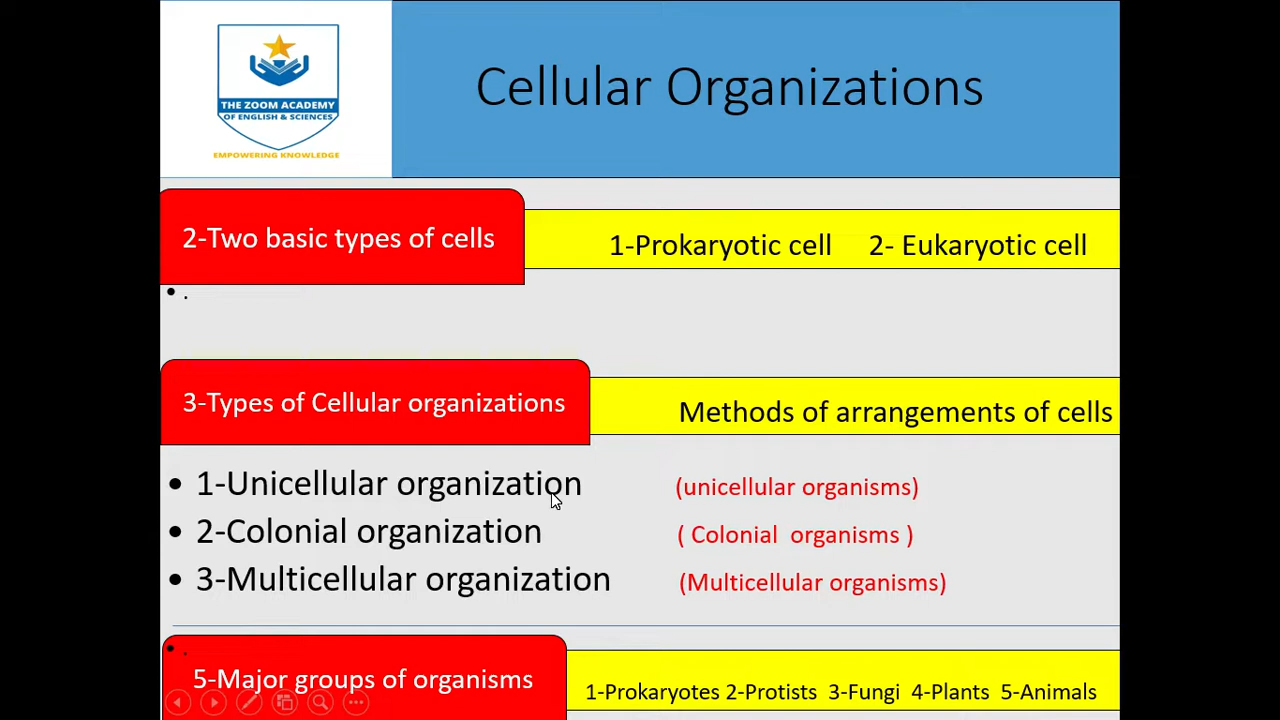 THE ZOOM ACADEMY
OF ENGLISH & SCIENCES
EMPOWERING KNOWLEDGE
Cellular Organizations
2-Two basic types of cells
1-Prokaryotic cell 2- Eukaryotic cell
• .
3-Types of Cellular organizations
Methods of arrangements of cells
• 1-Unicellular organization (unicellular organisms)
• 2-Colonial organization ( Colonial organisms )
• 3-Multicellular organization (Multicellular organisms)
• .
5-Major groups of organisms
1-Prokaryotes 2-Protists 3-Fungi 4-Plants 5-Animals